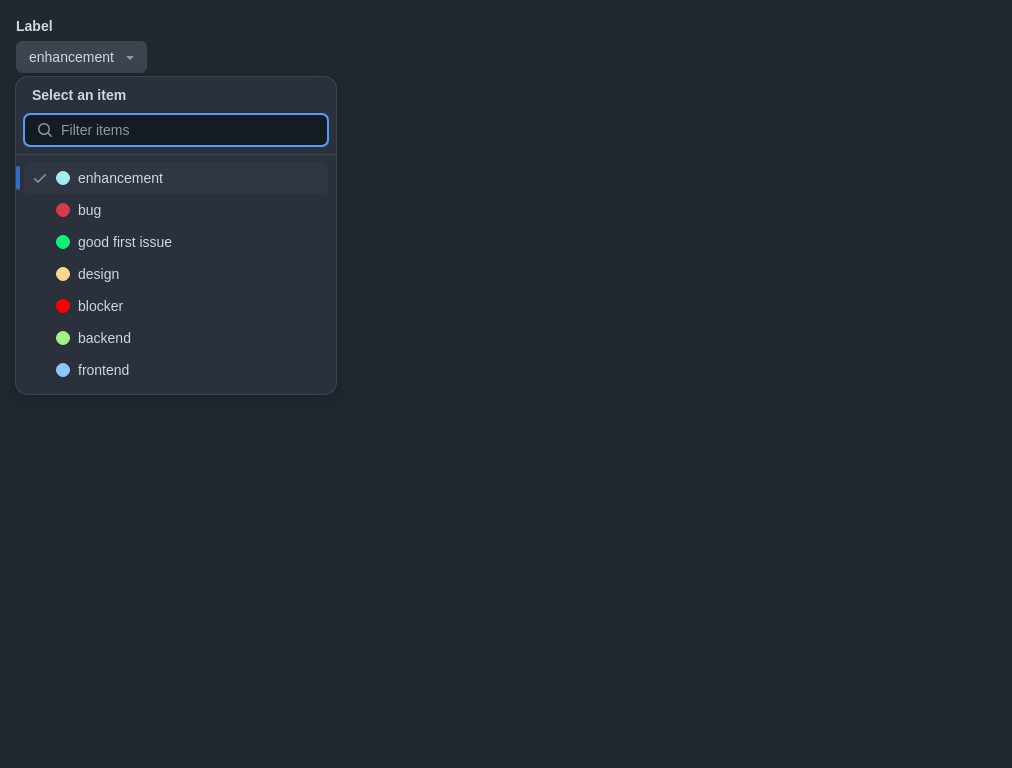 Label
enhancement
Select an item
Filter items
enhancement
bug
good first issue
design
blocker
backend
frontend